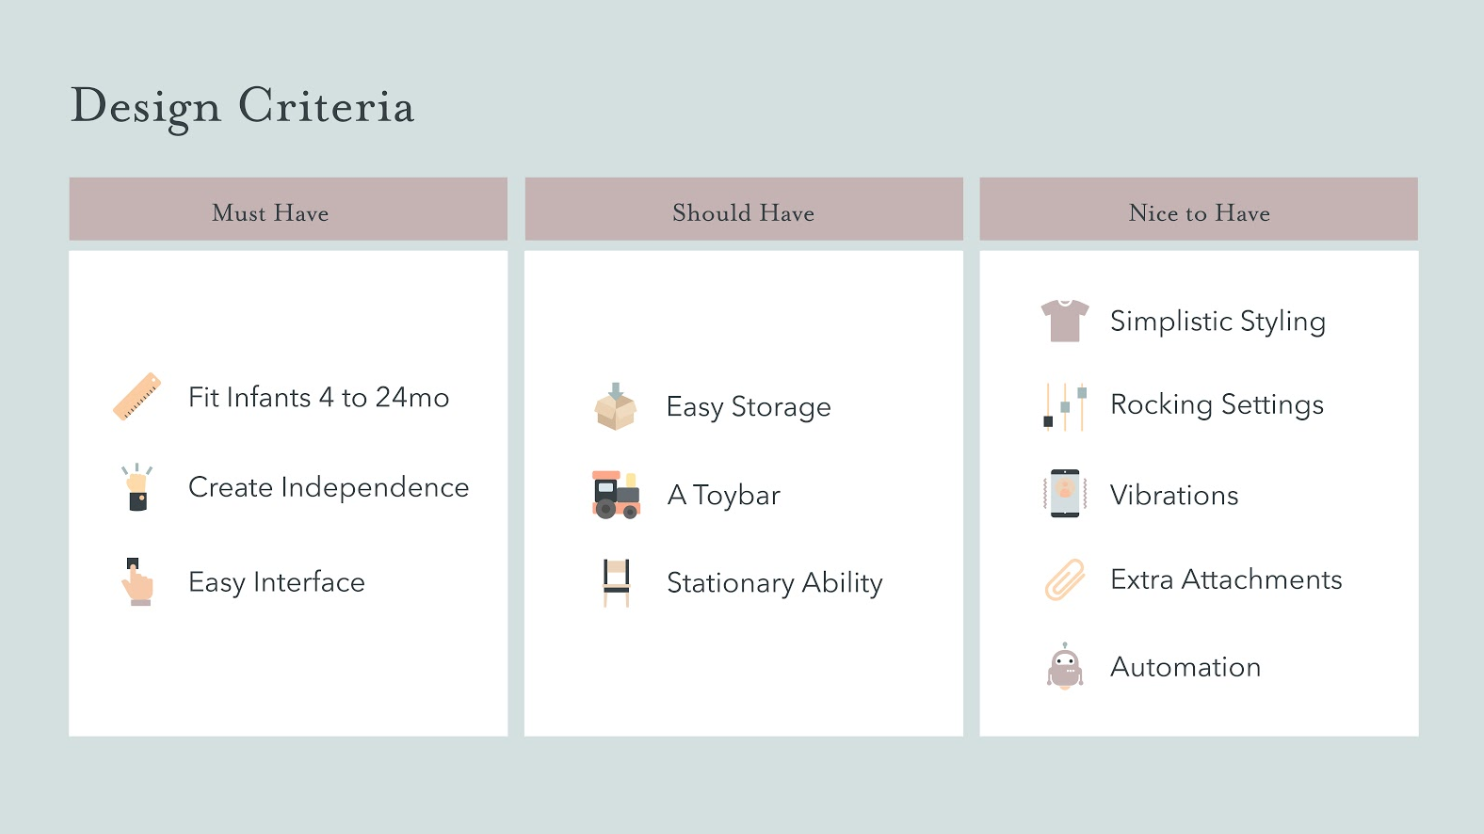 Design Criteria
Must Have
Fit Infants 4 to 24mo
Create Independence
Easy Interface
Should Have
Easy Storage
A Toybar
Stationary Ability
Nice to Have
Simplistic Styling
Rocking Settings
Vibrations
Extra Attachments
Automation